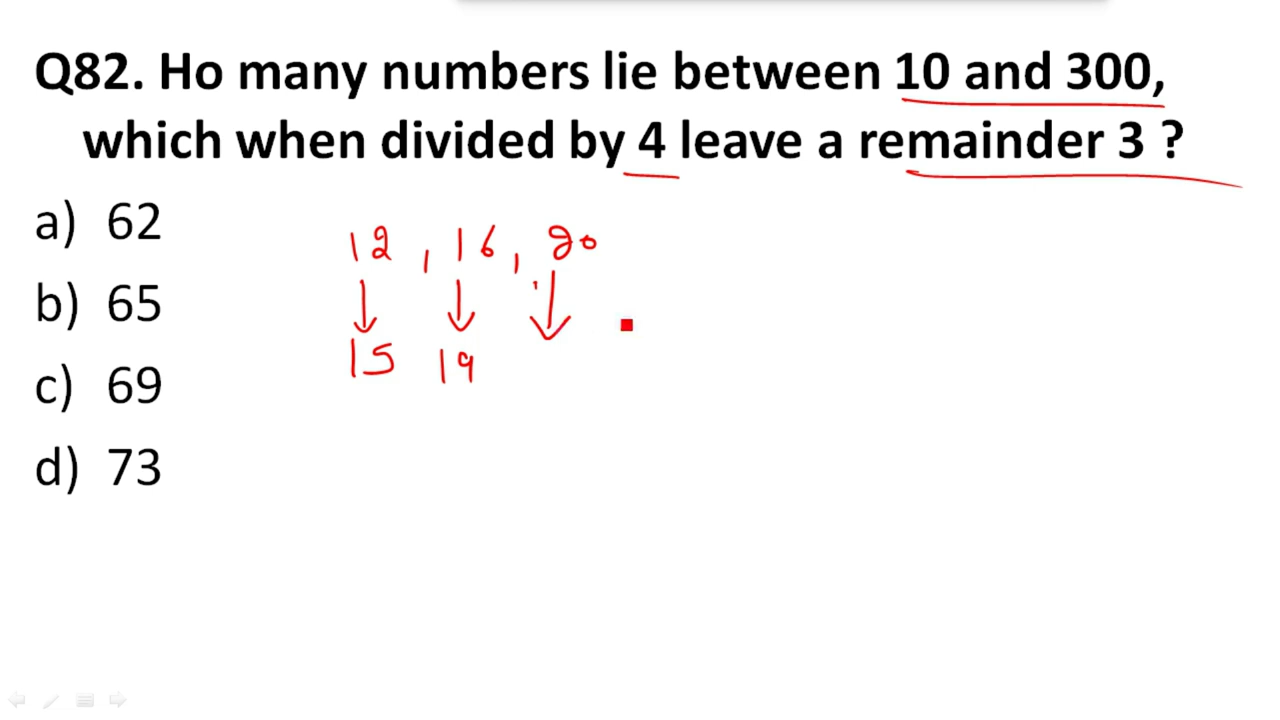 Q82. Ho many numbers lie between 10 and 300,
which when divided by 4 leave a remainder 3 ?
a) 62
b) 65
c) 69
d) 73
12 , 16 , 20
15 19